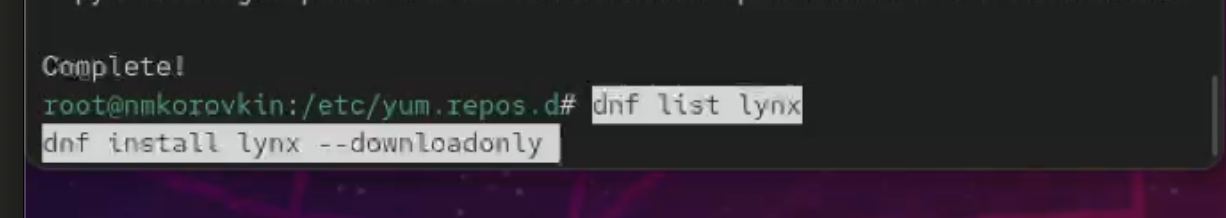 Complete!
root@nmkorovkin:/etc/yum.repos.d# dnf list lynx
dnf install lynx --downloadonly